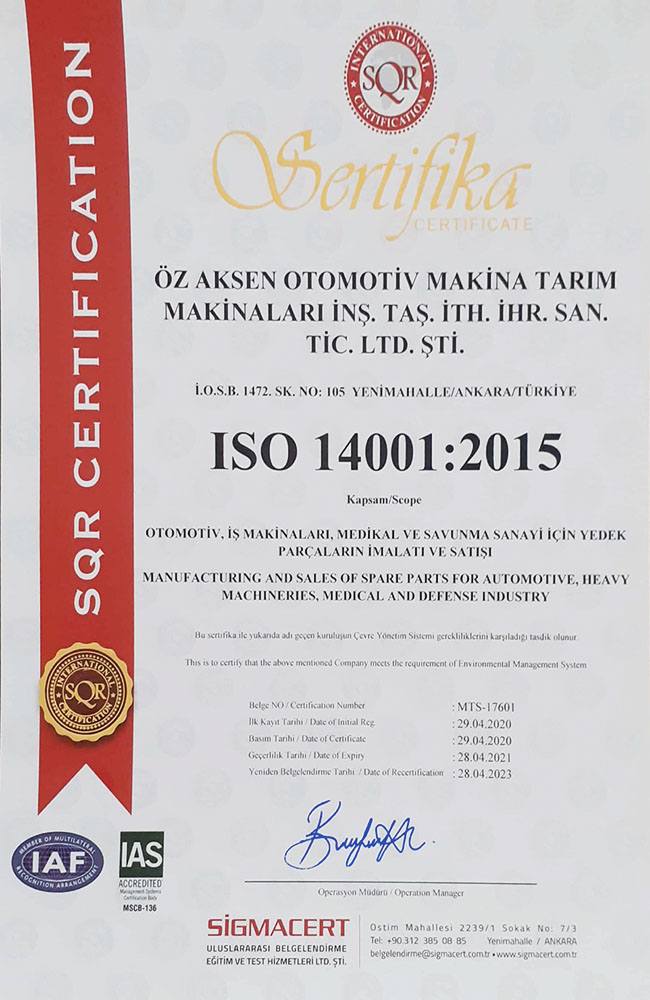 SQR CERTIFICATION
INTERNATIONAL
SQR
CERTIFICATION
Sertifika
CERTIFICATE
ÖZ AKSEN OTOMOTİV MAKİNA TARIM
MAKİNALARI İNŞ. TAŞ. İTH. İHR. SAN.
TİC. LTD. ŞTİ.
İ.O.S.B. 1472. SK. NO: 105 YENİMAHALLE/ANKARA/TÜRKİYE
ISO 14001:2015
Kapsam/Scope
OTOMOTİV, İŞ MAKİNALARI, MEDİKAL VE SAVUNMA SANAYİ İÇİN YEDEK
PARÇALARIN İMALATI VE SATIŞI
MANUFACTURING AND SALES OF SPARE PARTS FOR AUTOMOTIVE, HEAVY
MACHINERIES, MEDICAL AND DEFENSE INDUSTRY
Bu sertifika ile yukarıda adı geçen kuruluşun Çevre Yönetim Sistemi gerekliliklerini karşıladığı tasdik olunur.
This is to certify that the above mentioned Company meets the requirement of Environmental Management System
Belge NO / Certification Number : MTS-17601
İlk Kayıt Tarihi / Date of Initial Reg. : 29.04.2020
Basım Tarihi / Date of Certificate : 29.04.2020
Geçerlilik Tarihi / Date of Expiry : 28.04.2021
Yeniden Belgelendirme Tarihi / Date of Recertification : 28.04.2023
INTERNATIONAL
SQR
CERTIFICATION
MEMBER OF MULTILATERAL
IAF
RECOGNITION ARRANGEMENT
IAS
ACCREDITED
Management Systems
Certification Body
MSCB-136
Operasyon Müdürü / Operation Manager
SİGMACERT
ULUSLARARASI BELGELENDİRME
EĞİTİM VE TEST HİZMETLERİ LTD. ŞTİ.
Ostim Mahallesi 2239/1 Sokak No: 7/3
Tel: +90.312 385 08 85 Yenimahalle / ANKARA
belgelendirme@sigmacert.com.tr • www.sigmacert.com.tr